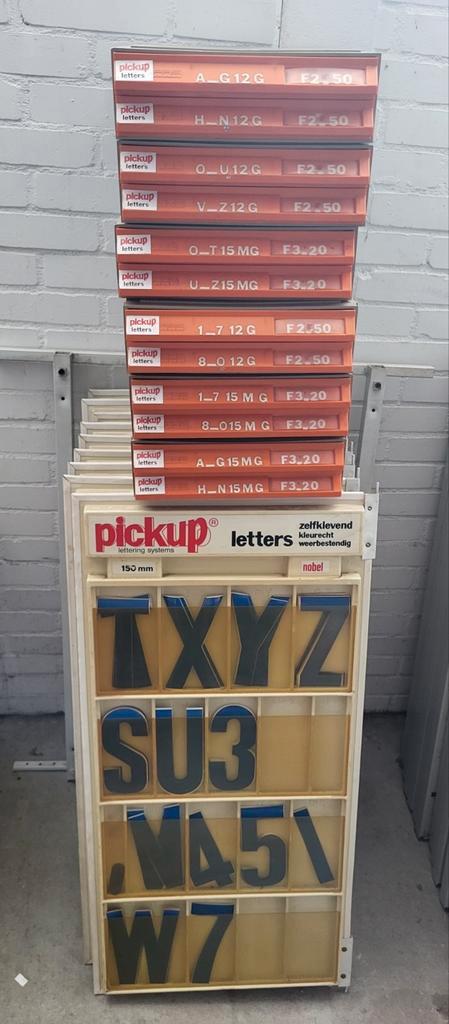 pickup letters A_G 12 G F2.50
pickup letters H_N 12 G F2.50
pickup letters O_U 12 G F2.50
pickup letters V_Z 12 G F2.50
pickup letters O_T 15 MG F3.20
pickup letters U_Z 15 MG F3.20
pickup letters 1_7 12 G F2.50
pickup letters 8_0 12 G F2.50
pickup letters 1_7 15 MG F3.20
pickup letters 8_0 15 MG F3.20
pickup letters A_G 15 MG F3.20
pickup letters H_N 15 MG F3.20
pickup® letters zelfklevend
kleurecht
lettering systems weerbestendig
150 mm nobel
TXYZ
SU3
,N45\
W7